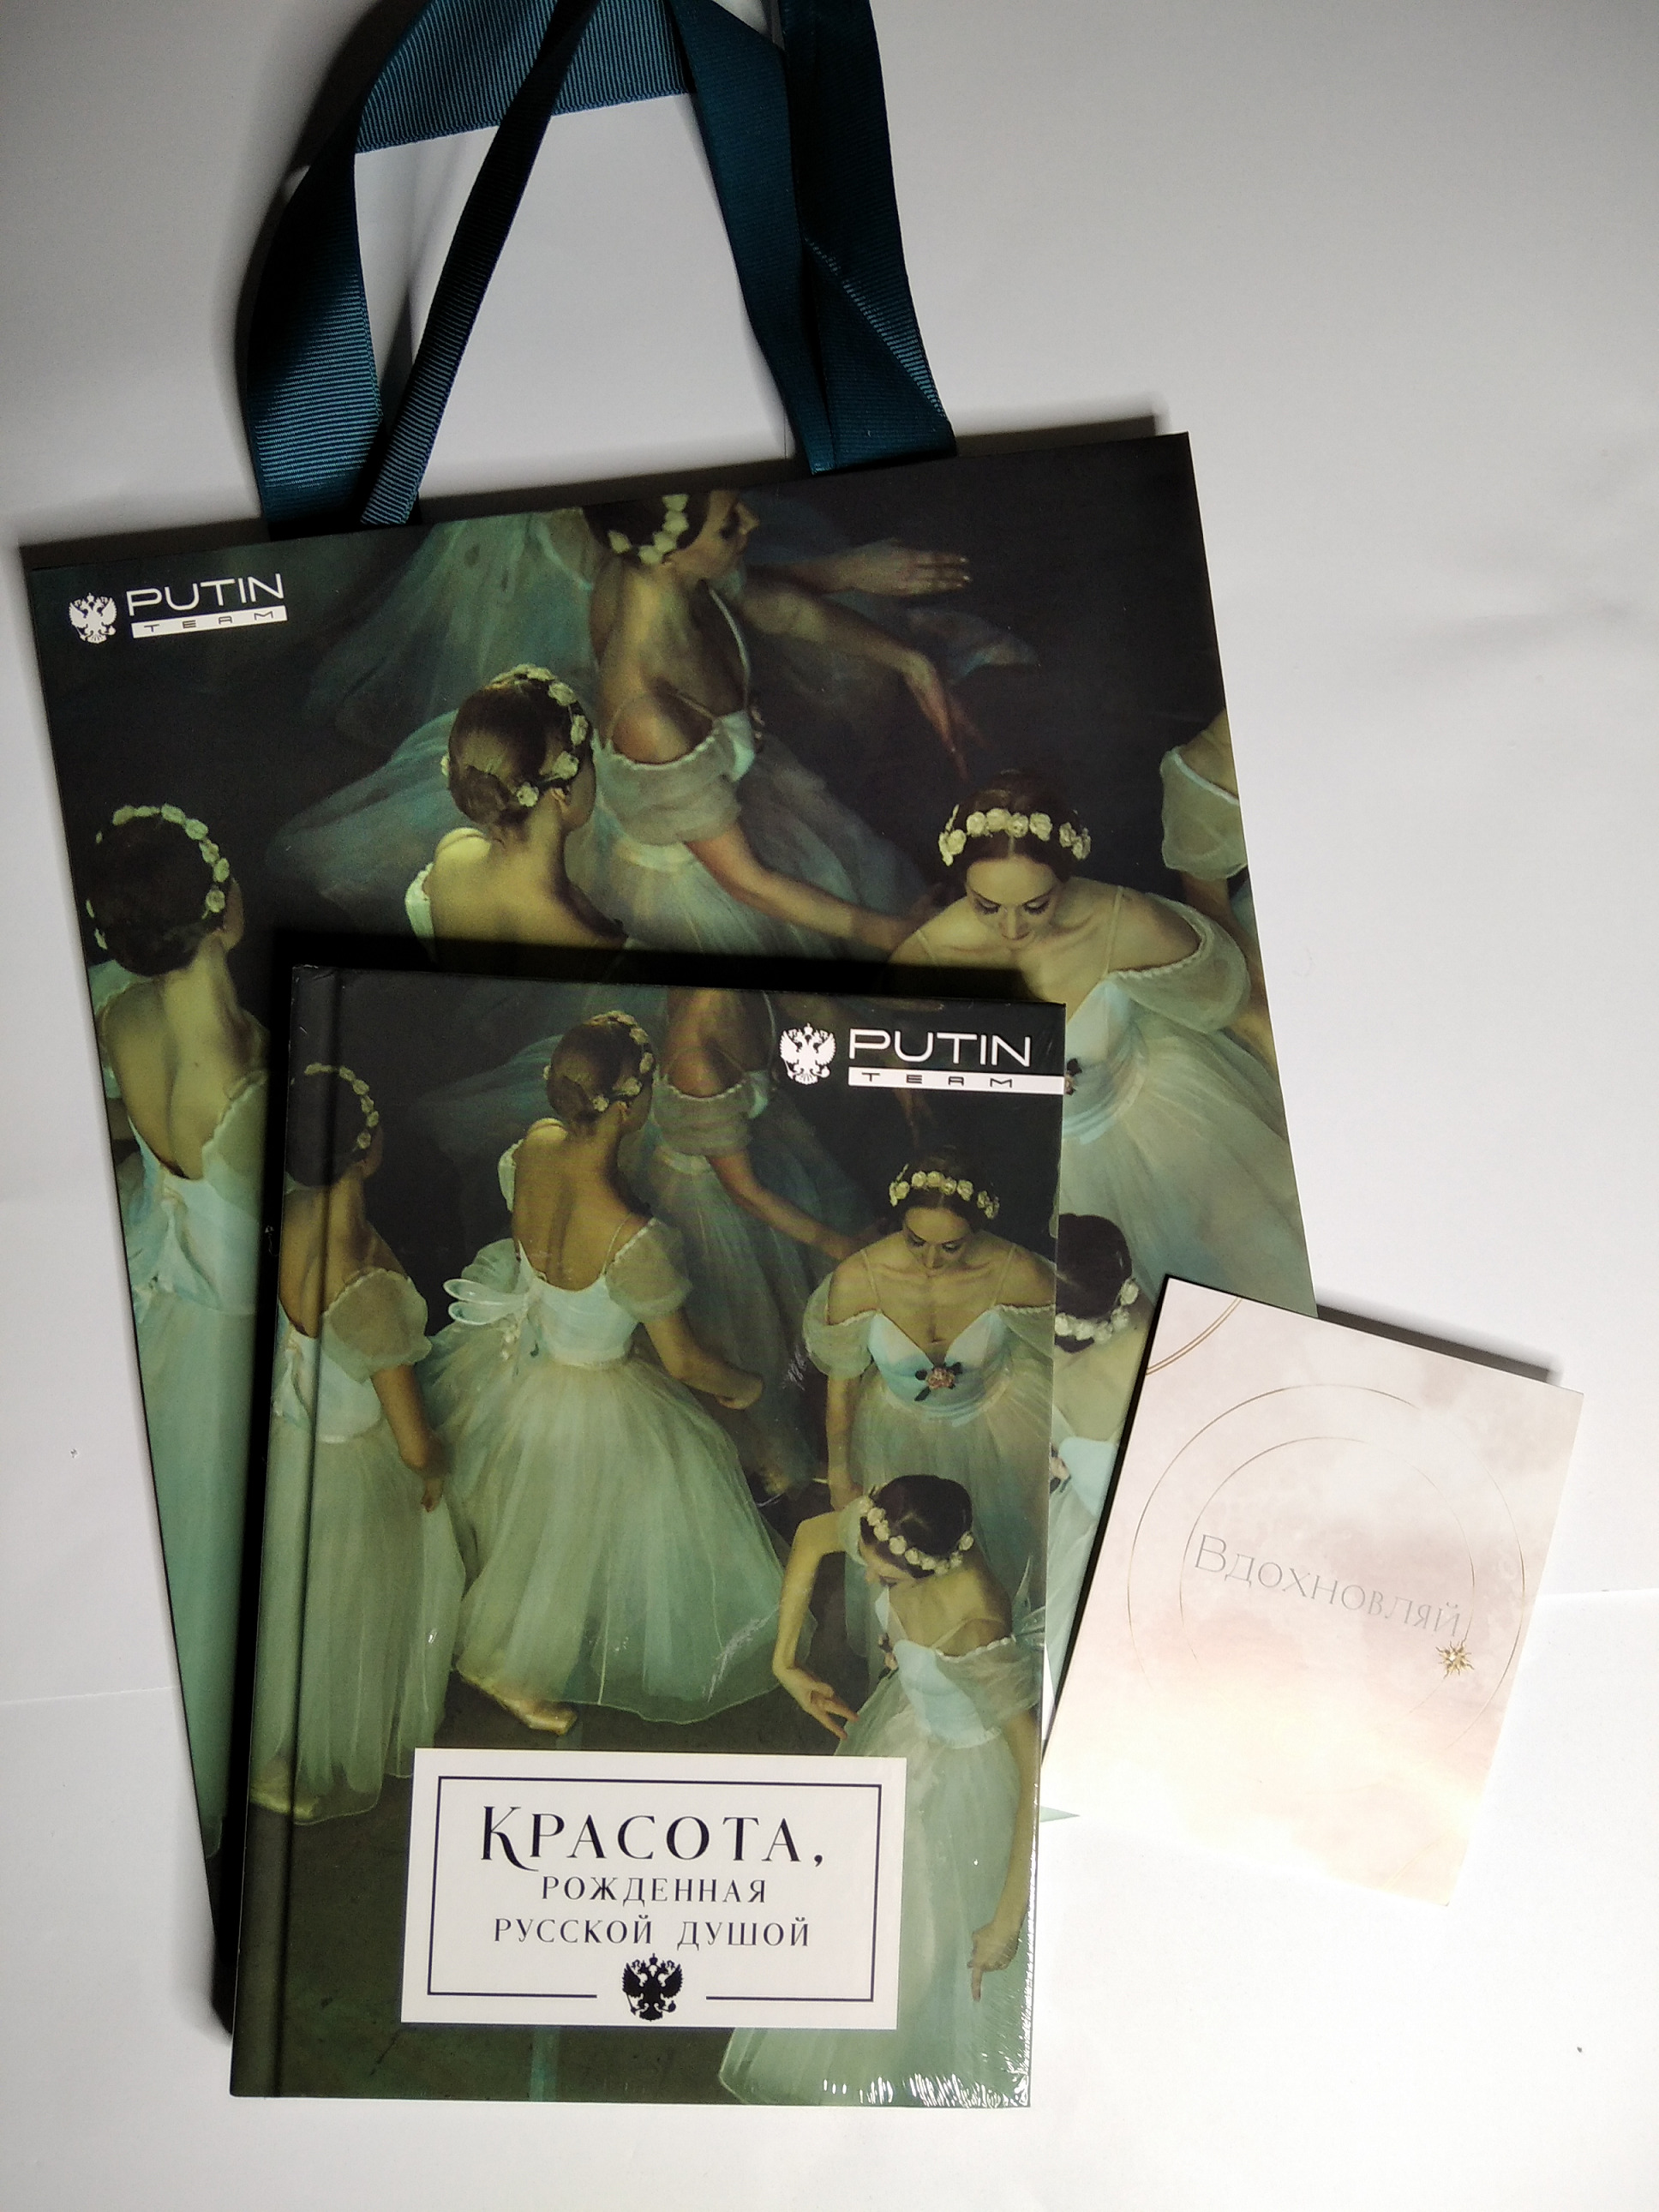 PUTIN
TEAM
PUTIN
TEAM
Вдохновляй
Красота,
рожденная
русской душой